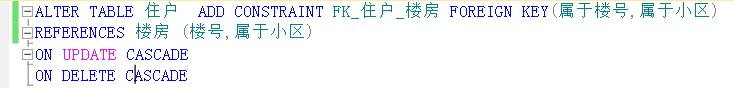 ALTER TABLE 住户  ADD CONSTRAINT FK_住户_楼房 FOREIGN KEY(属于楼号,属于小区)
REFERENCES 楼房 (楼号,属于小区)
ON UPDATE CASCADE
ON DELETE CASCADE